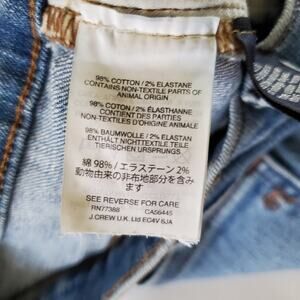 98% COTTON / 2% ELASTANE
CONTAINS NON-TEXTILE PARTS OF
ANIMAL ORIGIN
98% COTON / 2% ÉLASTHANNE
CONTIENT DES PARTIES
NON-TEXTILES D'ORIGINE ANIMALE
98% BAUMWOLLE / 2% ELASTAN
ENTHÄLT NICHTTEXTILE TEILE
TIERISCHEN URSPRUNGS
綿 98% / エラステーン 2%
動物由来の非布地部分を含み
ます
SEE REVERSE FOR CARE
RN77388 CA56445
J.CREW U.K. Ltd EC4V 6JA